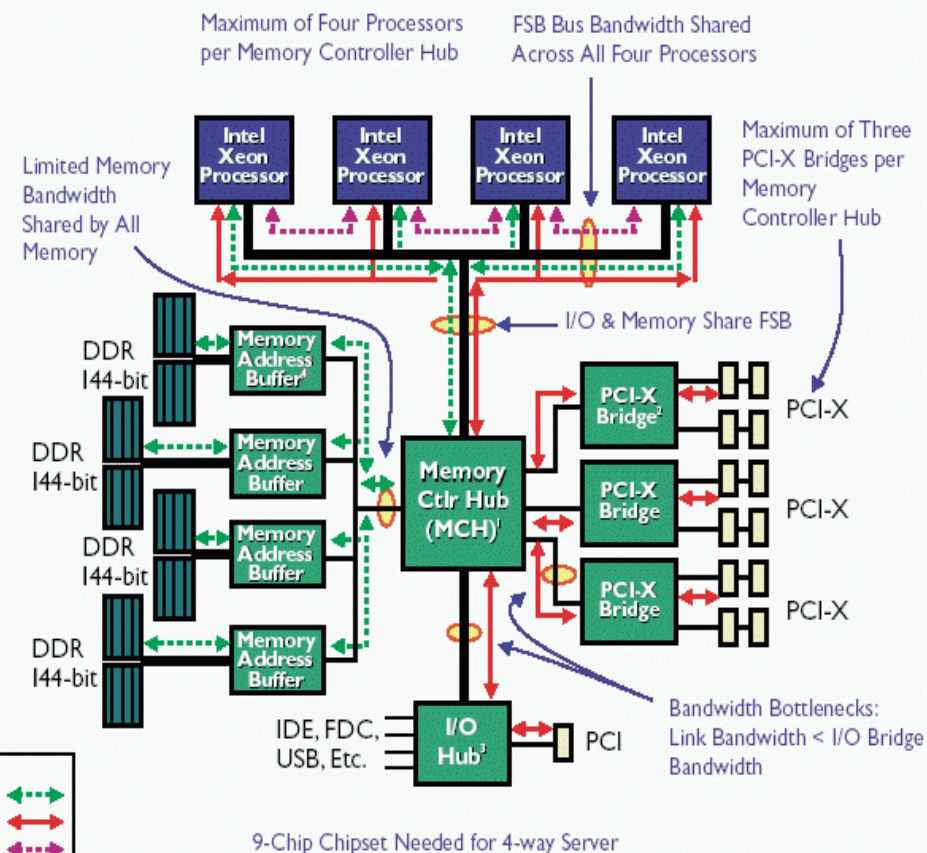 Maximum of Four Processors
per Memory Controller Hub
FSB Bus Bandwidth Shared
Across All Four Processors
Intel
Xeon
Processor
Intel
Xeon
Processor
Intel
Xeon
Processor
Intel
Xeon
Processor
Maximum of Three
PCI-X Bridges per
Memory
Controller Hub
Limited Memory
Bandwidth
Shared by All
Memory
I/O & Memory Share FSB
DDR
144-bit
Memory
Address
Buffer4
DDR
144-bit
Memory
Address
Buffer
DDR
144-bit
Memory
Address
Buffer
DDR
144-bit
Memory
Address
Buffer
Memory
Ctlr Hub
(MCH)1
PCI-X
Bridge2
PCI-X
PCI-X
Bridge
PCI-X
PCI-X
Bridge
PCI-X
IDE, FDC,
USB, Etc.
I/O
Hub3
PCI
Bandwidth Bottlenecks:
Link Bandwidth < I/O Bridge
Bandwidth
9-Chip Chipset Needed for 4-way Server